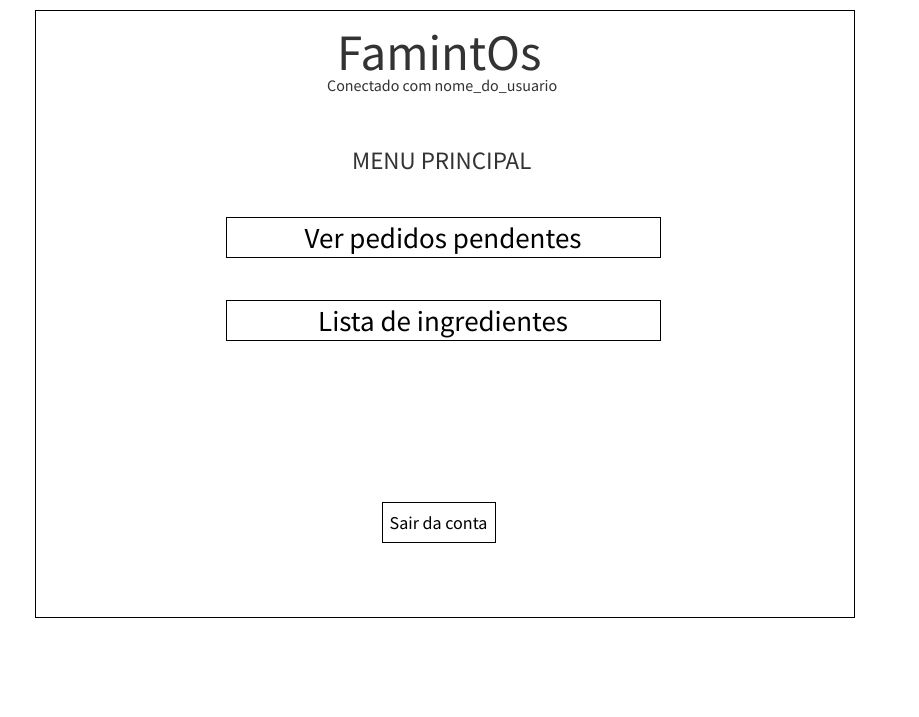 FamintOs
Conectado com nome_do_usuario
MENU PRINCIPAL
Ver pedidos pendentes
Lista de ingredientes
Sair da conta